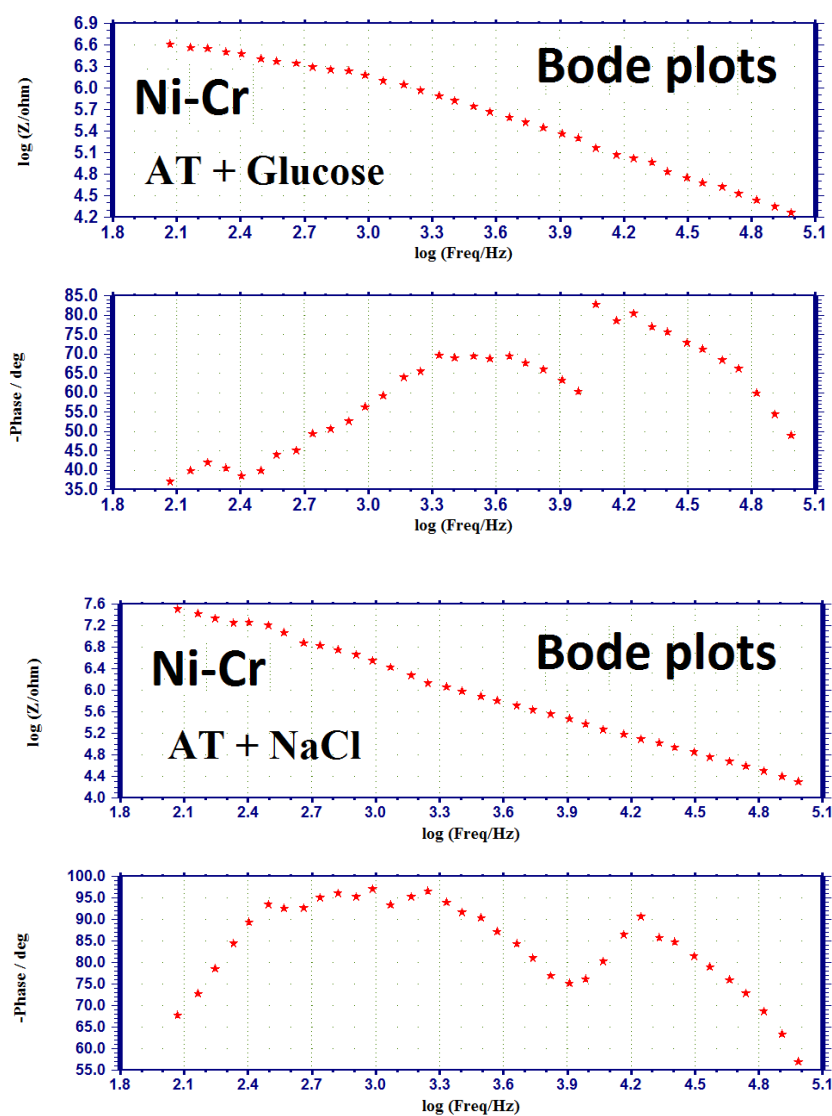 6.9
6.6
6.3
6.0
5.7
5.4
5.1
4.8
4.5
4.2
log (Z/ohm)
Bode plots
Ni-Cr
AT + Glucose
1.8 2.1 2.4 2.7 3.0 3.3 3.6 3.9 4.2 4.5 4.8 5.1
log (Freq/Hz)
85.0
80.0
75.0
70.0
65.0
60.0
55.0
50.0
45.0
40.0
35.0
-Phase / deg
1.8 2.1 2.4 2.7 3.0 3.3 3.6 3.9 4.2 4.5 4.8 5.1
log (Freq/Hz)
7.6
7.2
6.8
6.4
6.0
5.6
5.2
4.8
4.4
4.0
log (Z/ohm)
Bode plots
Ni-Cr
AT + NaCl
1.8 2.1 2.4 2.7 3.0 3.3 3.6 3.9 4.2 4.5 4.8 5.1
log (Freq/Hz)
100.0
95.0
90.0
85.0
80.0
75.0
70.0
65.0
60.0
55.0
-Phase / deg
1.8 2.1 2.4 2.7 3.0 3.3 3.6 3.9 4.2 4.5 4.8 5.1
log (Freq/Hz)